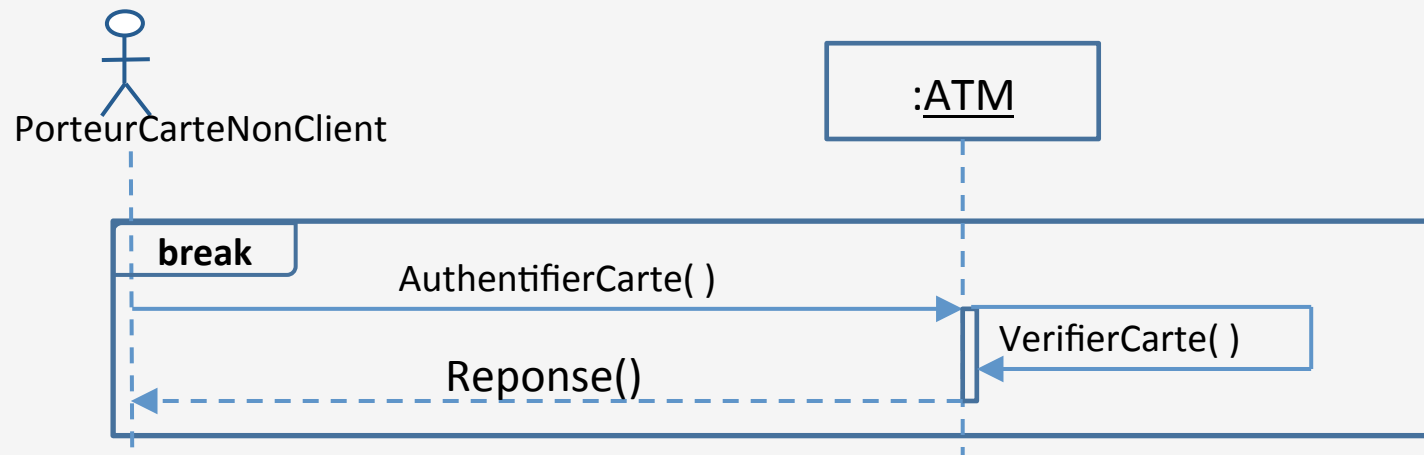 :ATM
PorteurCarteNonClient
break
AuthentifierCarte( )
VerifierCarte( )
Reponse()